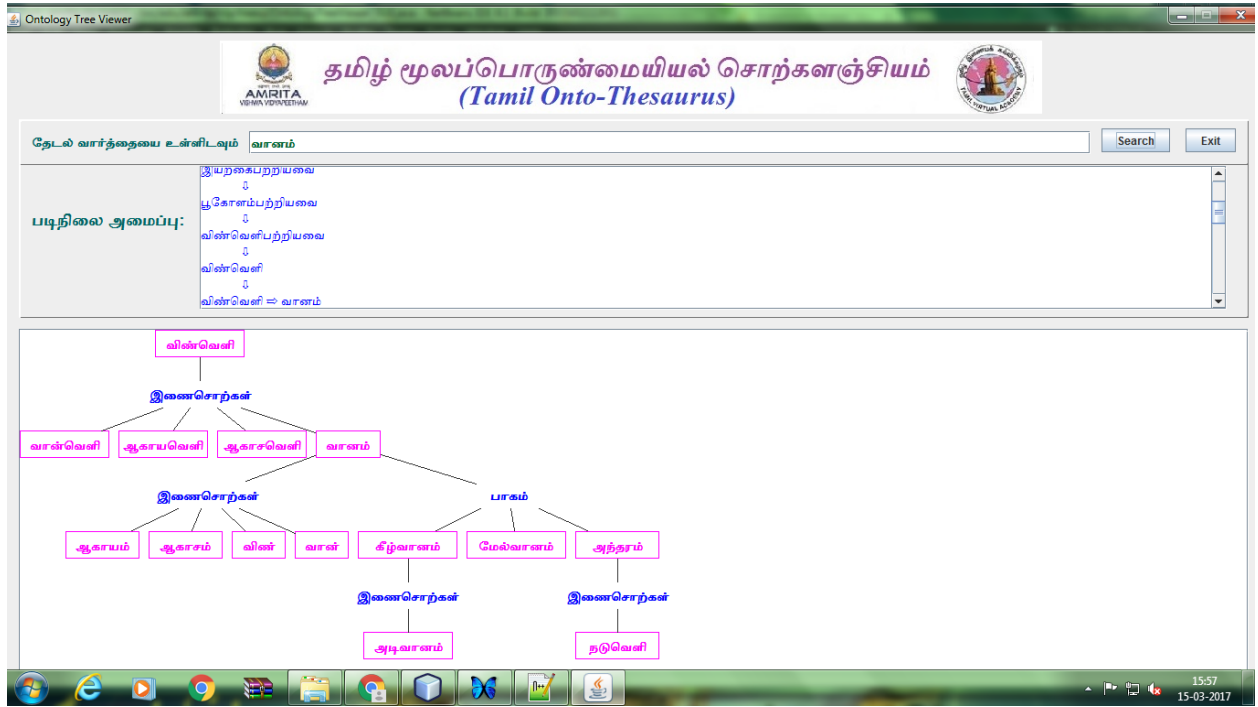 Ontology Tree Viewer
தமிழ் மூலப்பொருண்மையியல் சொற்களஞ்சியம்
(Tamil Onto-Thesaurus)
AMRITA
VISHWA VIDYAPEETHAM
தேடல் வார்த்தையை உள்ளிடவும் வானம் Search Exit
படிநிலை அமைப்பு:
இயற்கைபற்றியவை
⇩
பூகோளம்பற்றியவை
⇩
விண்வெளிபற்றியவை
⇩
விண்வெளி
⇩
விண்வெளி ⇨ வானம்
விண்வெளி
இணைசொற்கள்
வான்வெளி ஆகாயவெளி ஆகாசவெளி வானம்
இணைசொற்கள் பாகம்
ஆகாயம் ஆகாசம் விண் வான் கீழ்வானம் மேல்வானம் அந்தரம்
இணைசொற்கள் இணைசொற்கள்
அடிவானம் நடுவெளி
15:57
15-03-2017